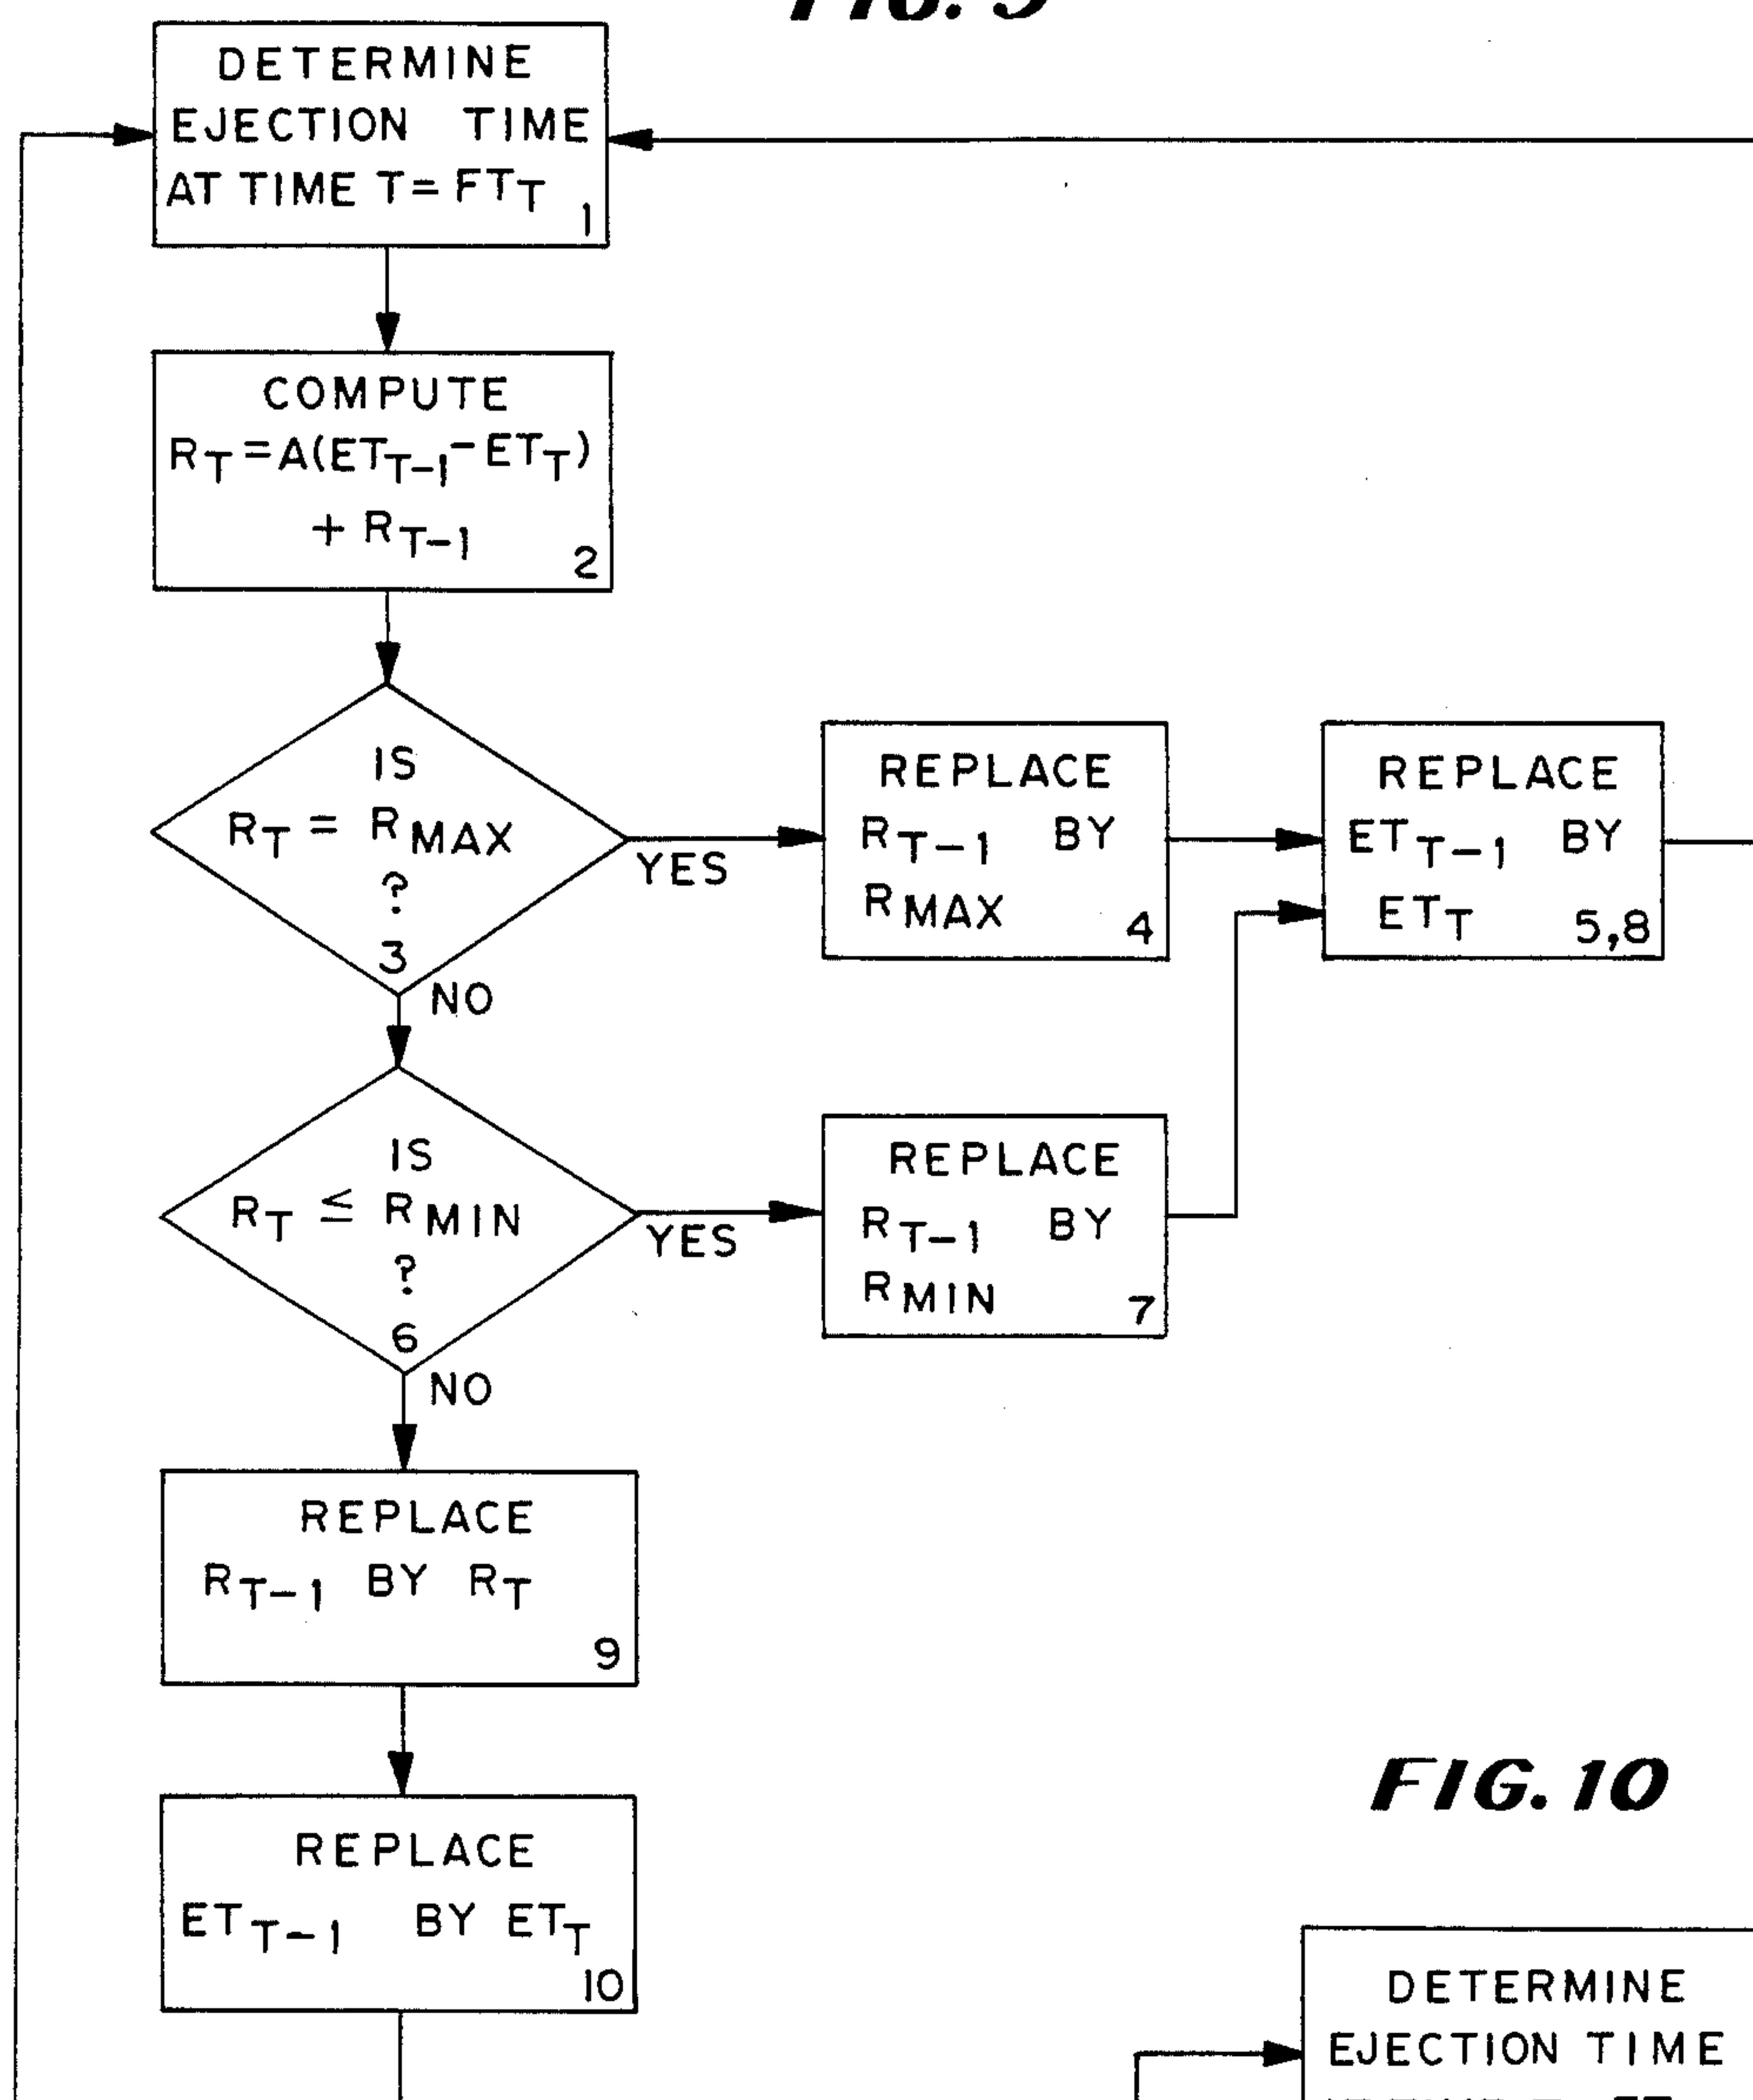 FIG. 9
DETERMINE
EJECTION TIME
AT TIME T = FT_T
1
COMPUTE
R_T = A(ET_T-1 - ET_T)
+ R_T-1
2
IS
R_T = R_MAX
?
3
YES
NO
REPLACE
R_T-1 BY
R_MAX
4
REPLACE
ET_T-1 BY
ET_T
5,8
IS
R_T ≤ R_MIN
?
6
YES
NO
REPLACE
R_T-1 BY
R_MIN
7
REPLACE
R_T-1 BY R_T
9
REPLACE
ET_T-1 BY ET_T
10
FIG. 10
DETERMINE
EJECTION TIME